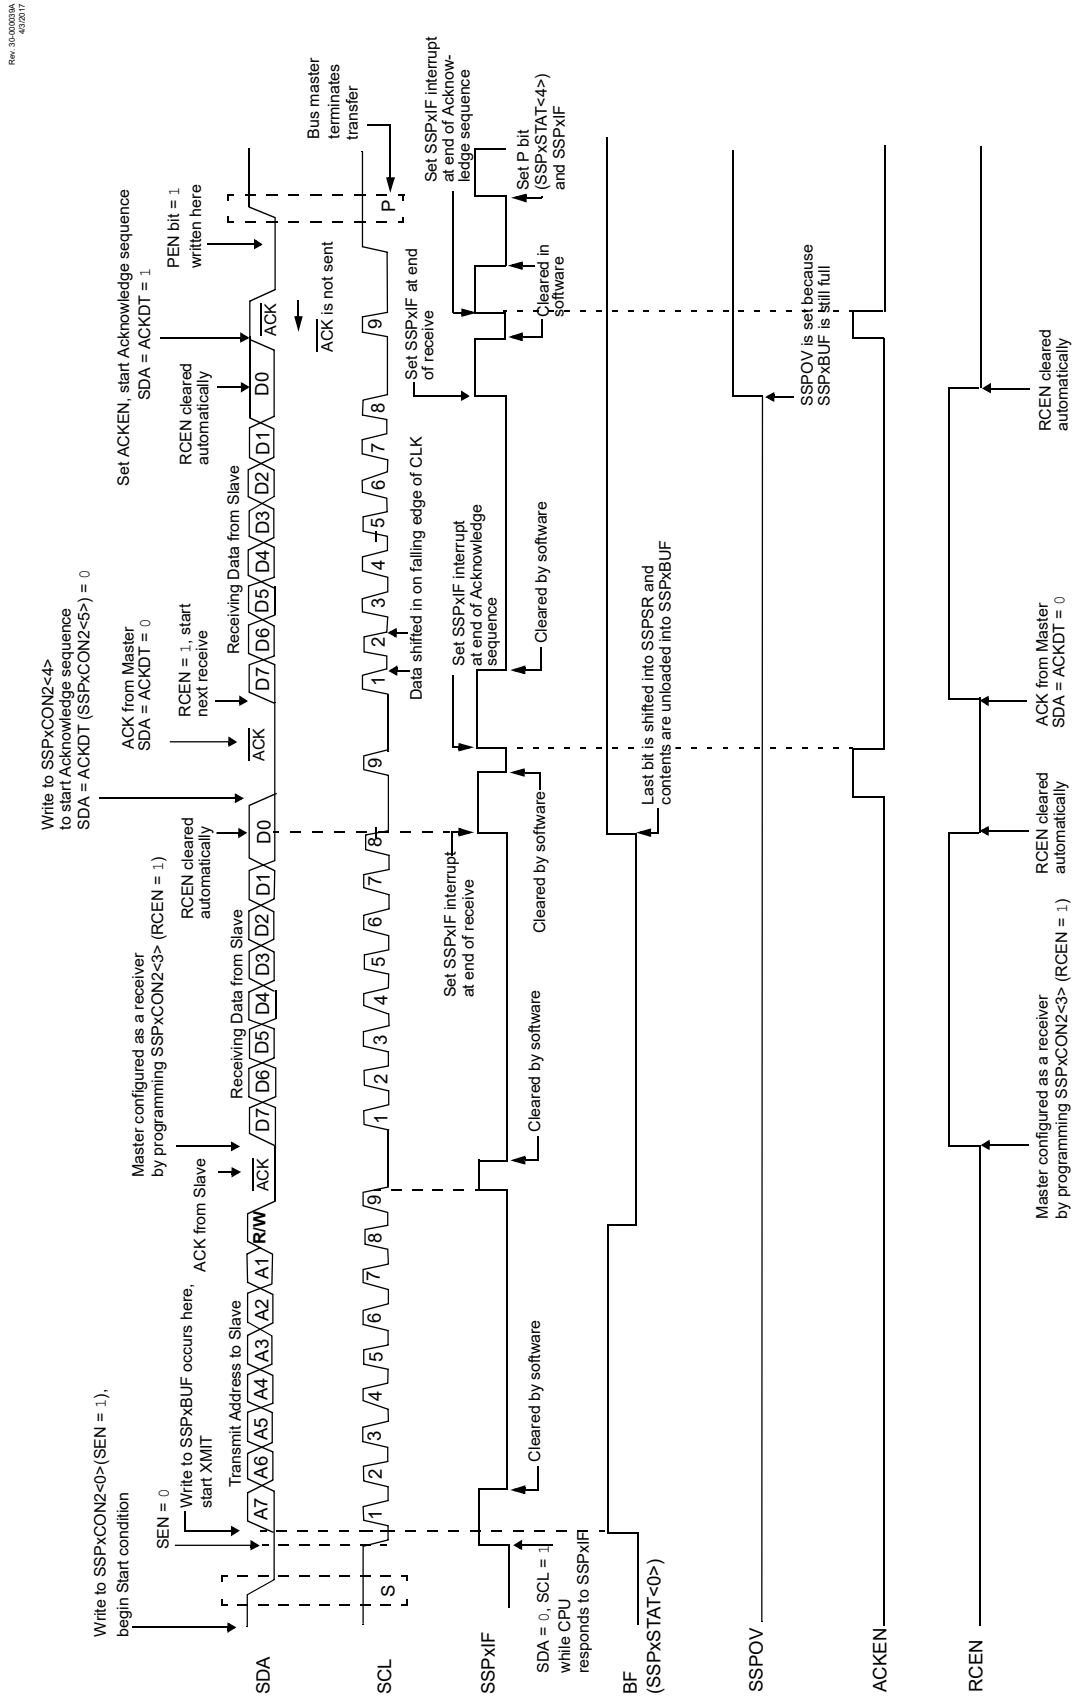 Rev. 30-000039A
4/3/2017
Write to SSPxCON2<4>
to start Acknowledge sequence
SDA = ACKDT (SSPxCON2<5>) = 0
Set ACKEN, start Acknowledge sequence
SDA = ACKDT = 1
Write to SSPxCON2<0>(SEN = 1),
begin Start condition
SEN = 0
Write to SSPxBUF occurs here,
start XMIT
ACK from Slave
Master configured as a receiver
by programming SSPxCON2<3> (RCEN = 1)
RCEN cleared
automatically
ACK from Master
SDA = ACKDT = 0
RCEN = 1, start
next receive
RCEN cleared
automatically
PEN bit = 1
written here
Transmit Address to Slave
Receiving Data from Slave
Receiving Data from Slave
SDA
A7 A6 A5 A4 A3 A2 A1 R/W ACK D7 D6 D5 D4 D3 D2 D1 D0 ACK D7 D6 D5 D4 D3 D2 D1 D0 ACK
ACK is not sent
Bus master
terminates
transfer
SCL
S 1 2 3 4 5 6 7 8 9 1 2 3 4 5 6 7 8 9 1 2 3 4 5 6 7 8 9 P
Data shifted in on falling edge of CLK
Set SSPxIF interrupt
at end of receive
Set SSPxIF interrupt
at end of Acknowledge
sequence
Set SSPxIF at end
of receive
Set SSPxIF interrupt
at end of Acknow-
ledge sequence
SSPxIF
SDA = 0, SCL = 1
while CPU
responds to SSPxIF
Cleared by software
Cleared by software
Cleared by software
Cleared by software
Cleared in
software
Set P bit
(SSPxSTAT<4>)
and SSPxIF
BF
(SSPxSTAT<0>)
Last bit is shifted into SSPSR and
contents are unloaded into SSPxBUF
SSPOV
SSPOV is set because
SSPxBUF is still full
ACKEN
RCEN
Master configured as a receiver
by programming SSPxCON2<3> (RCEN = 1)
RCEN cleared
automatically
ACK from Master
SDA = ACKDT = 0
RCEN cleared
automatically